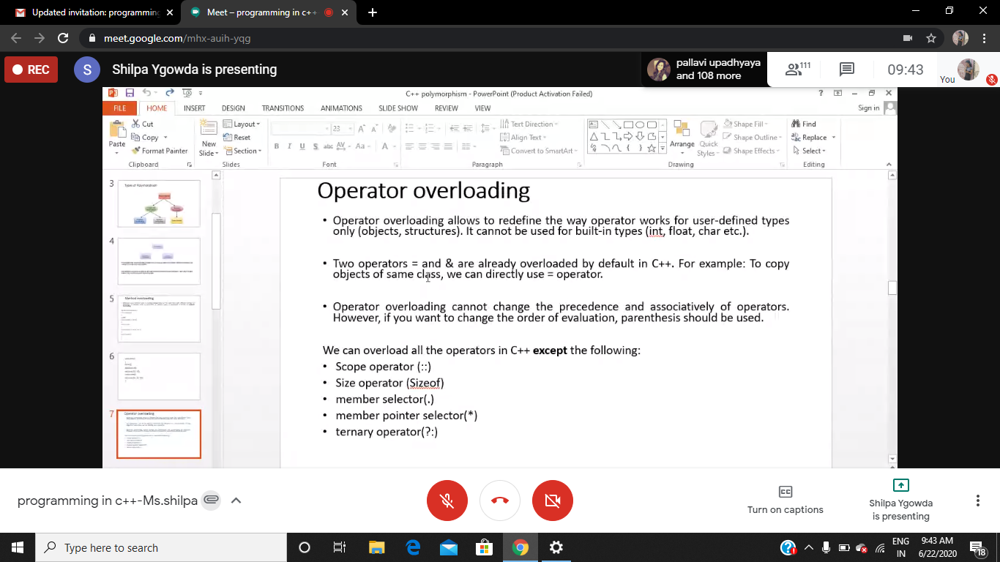 Updated invitation: programming
Meet – programming in c++
meet.google.com/mhx-auih-yqg
REC
S
Shilpa Ygowda is presenting
pallavi upadhyaya
and 108 more
111
09:43
You
C++ polymorphism - PowerPoint (Product Activation Failed)
FILE HOME INSERT DESIGN TRANSITIONS ANIMATIONS SLIDE SHOW REVIEW VIEW
Sign in
Paste
Cut
Copy
Format Painter
Clipboard
New
Slide
Layout
Reset
Section
Slides
23
Font
Paragraph
Text Direction
Align Text
Convert to SmartArt
Arrange
Quick
Styles
Shape Fill
Shape Outline
Shape Effects
Drawing
Find
Replace
Select
Editing
3
Types of Polymorphism
4
5
Method overloading
6
7
Operator overloading
Operator overloading
• Operator overloading allows to redefine the way operator works for user-defined types
only (objects, structures). It cannot be used for built-in types (int, float, char etc.).
• Two operators = and & are already overloaded by default in C++. For example: To copy
objects of same class, we can directly use = operator.
• Operator overloading cannot change the precedence and associatively of operators.
However, if you want to change the order of evaluation, parenthesis should be used.
We can overload all the operators in C++ except the following:
• Scope operator (::)
• Size operator (Sizeof)
• member selector(.)
• member pointer selector(*)
• ternary operator(?:)
programming in c++-Ms.shilpa
Turn on captions
Shilpa Ygowda
is presenting
Type here to search
ENG
IN
9:43 AM
6/22/2020
18